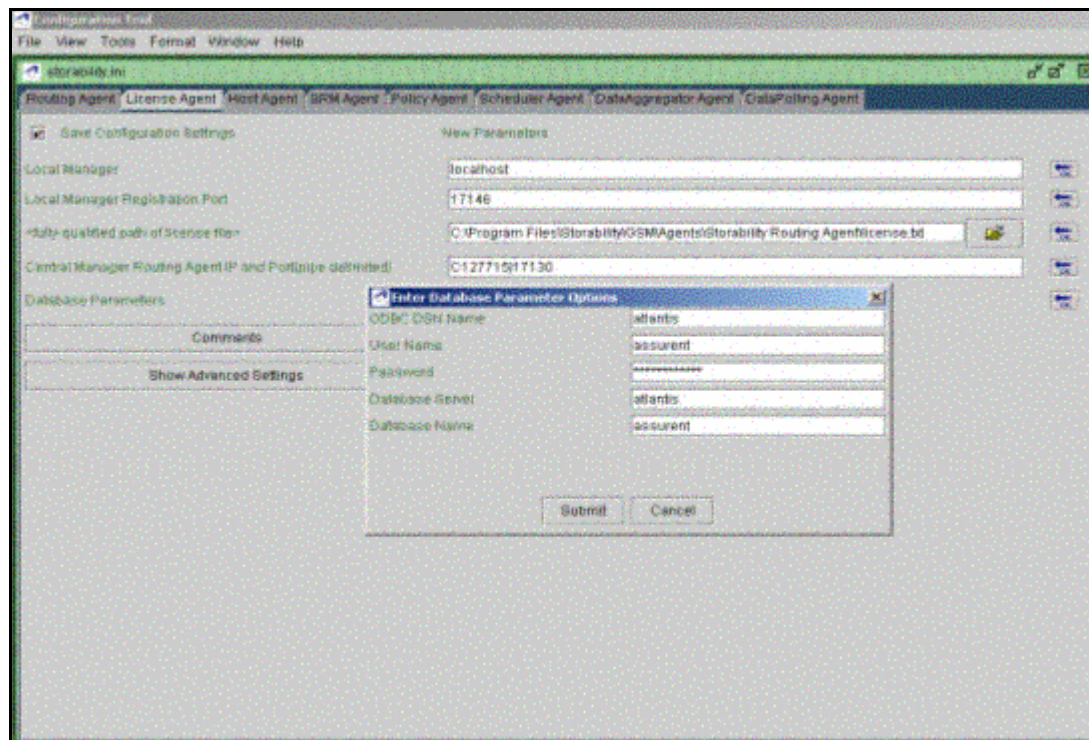 Configuration Tool
File View Tools Format Window Help
storability.ini
Routing Agent License Agent Host Agent SRM Agent Policy Agent Scheduler Agent DataAggregator Agent DataPolling Agent
Save Configuration Settings New Parameters
Local Manager localhost
Local Manager Registration Port 17146
<fully qualified path of license file> C:\Program Files\Storability\GSM\Agents\Storability Routing Agent\license.txt
Central Manager Routing Agent IP and Port(pipe delimited) C127715|17130
Database Parameters
Enter Database Parameter Options
ODBC DSN Name atlantis
Comments
User Name assurent
Show Advanced Settings
Password ************
Database Server atlantis
Database Name assurent
Submit Cancel